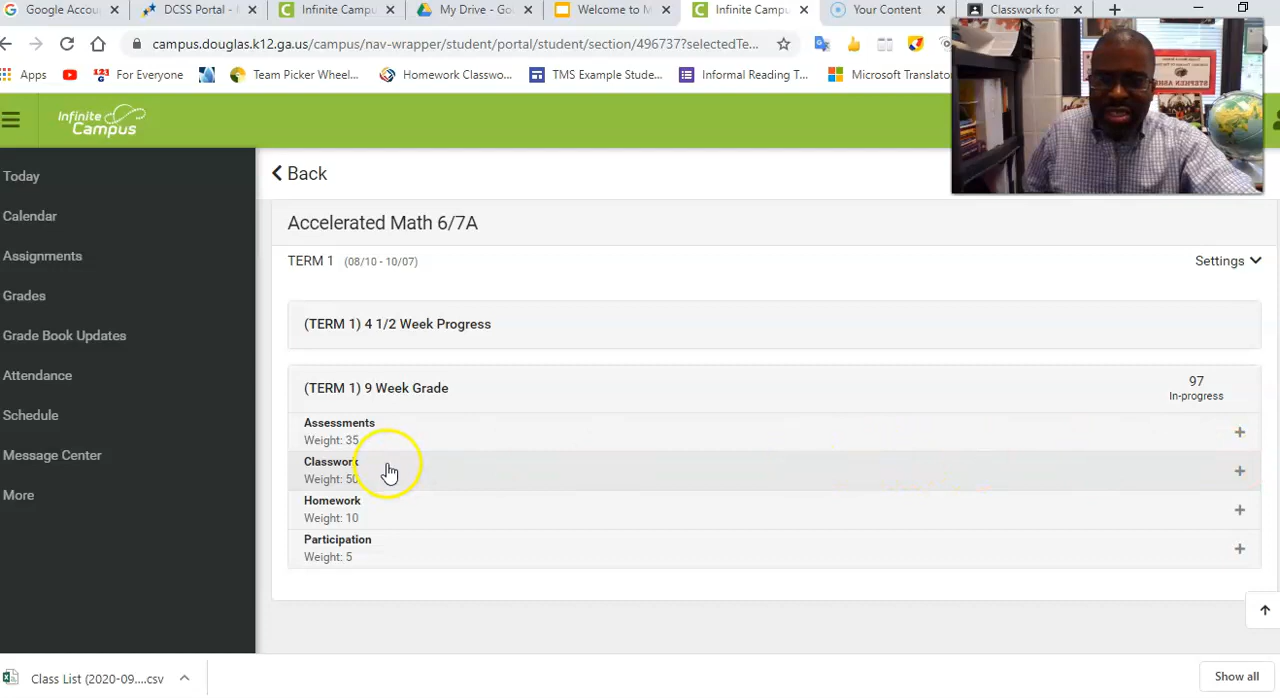 Google Accou
DCSS Portal -
Infinite Campu
My Drive - Go
Welcome to M
Infinite Campu
Your Content
Classwork for
campus.douglas.k12.ga.us/campus/nav-wrapper/student/portal/student/section/496737?selectedTe...
Apps
For Everyone
Team Picker Wheel...
Homework Classwo...
TMS Example Stude...
Informal Reading T...
Microsoft Translator
Infinite
Campus
Today
Calendar
Assignments
Grades
Grade Book Updates
Attendance
Schedule
Message Center
More
Back
Accelerated Math 6/7A
TERM 1 (08/10 - 10/07)
Settings
(TERM 1) 4 1/2 Week Progress
(TERM 1) 9 Week Grade
97
In-progress
Assessments
Weight: 35
Classwork
Weight: 50
Homework
Weight: 10
Participation
Weight: 5
Class List (2020-09....csv
Show all